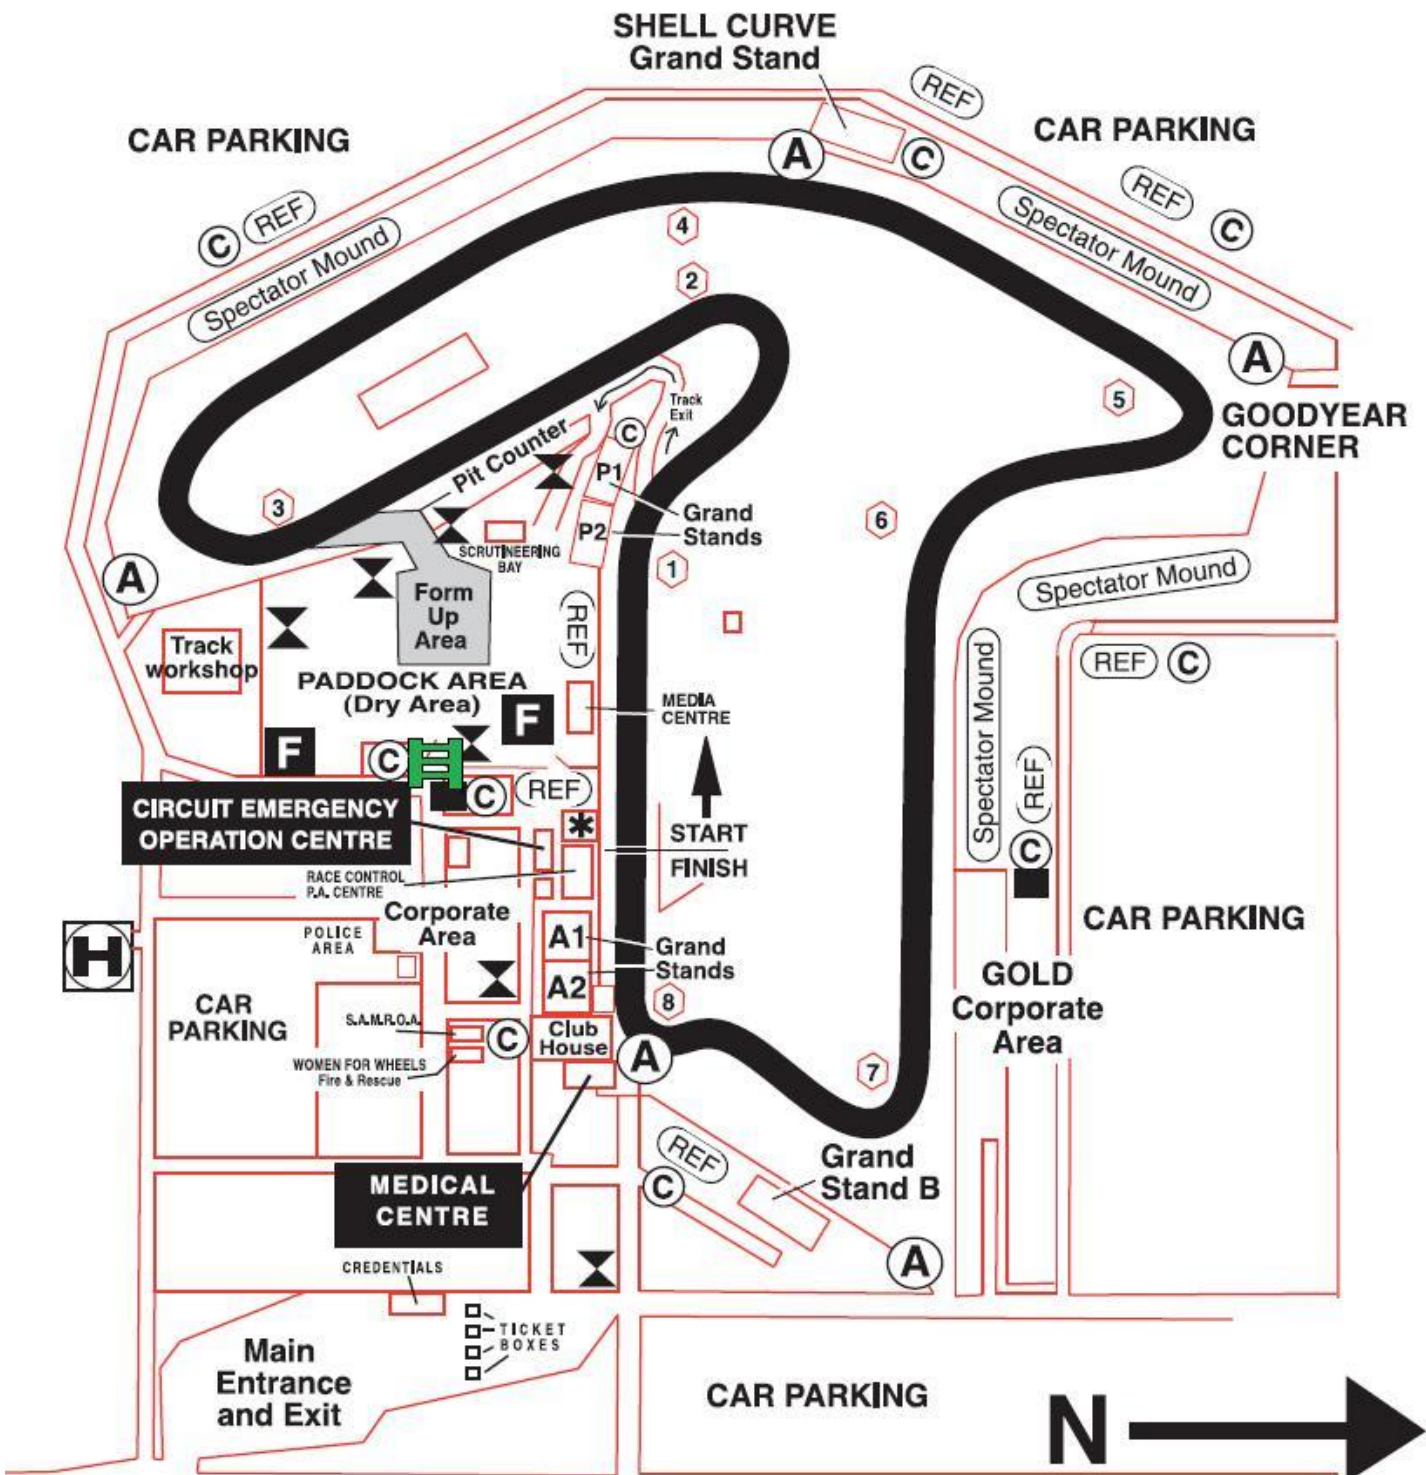 SHELL CURVE
Grand Stand
REF
CAR PARKING
CAR PARKING
A
C
REF
C
C
REF
Spectator Mound
Spectator Mound
4
2
A
5
GOODYEAR
CORNER
Track
Exit
C
Pit Counter
P1
3
6
Grand
Stands
P2
SCRUTINEERING
BAY
1
A
Spectator Mound
Form
Up
Area
REF
Track
workshop
REF
C
PADDOCK AREA
(Dry Area)
MEDIA
CENTRE
F
F
Spectator Mound
REF
C
C
REF
CIRCUIT EMERGENCY
OPERATION CENTRE
*
START
FINISH
C
RACE CONTROL
P.A. CENTRE
Corporate
Area
POLICE
AREA
A1
Grand
Stands
CAR PARKING
H
A2
GOLD
Corporate
Area
CAR
PARKING
8
S.A.M.R.O.A.
C
Club
House
A
WOMEN FOR WHEELS
Fire & Rescue
7
REF
Grand
Stand B
MEDICAL
CENTRE
C
A
CREDENTIALS
TICKET
BOXES
Main
Entrance
and Exit
CAR PARKING
N